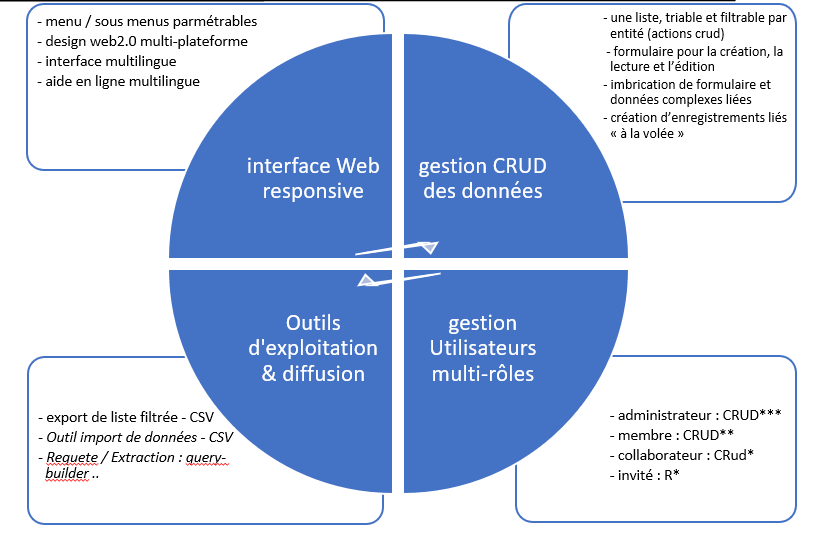 - menu / sous menus parmétrables
- design web2.0 multi-plateforme
- interface multilingue
- aide en ligne multilingue
- une liste, triable et filtrable par
entité (actions crud)
- formulaire pour la création, la
lecture et l'édition
- imbrication de formulaire et
données complexes liées
- création d'enregistrements liés
« à la volée »
interface Web
responsive
gestion CRUD
des données
Outils
d'exploitation
& diffusion
gestion
Utilisateurs
multi-rôles
- export de liste filtrée - CSV
- Outil import de données - CSV
- Requete / Extraction : query-
builder ..
- administrateur : CRUD***
- membre : CRUD**
- collaborateur : CRud*
- invité : R*